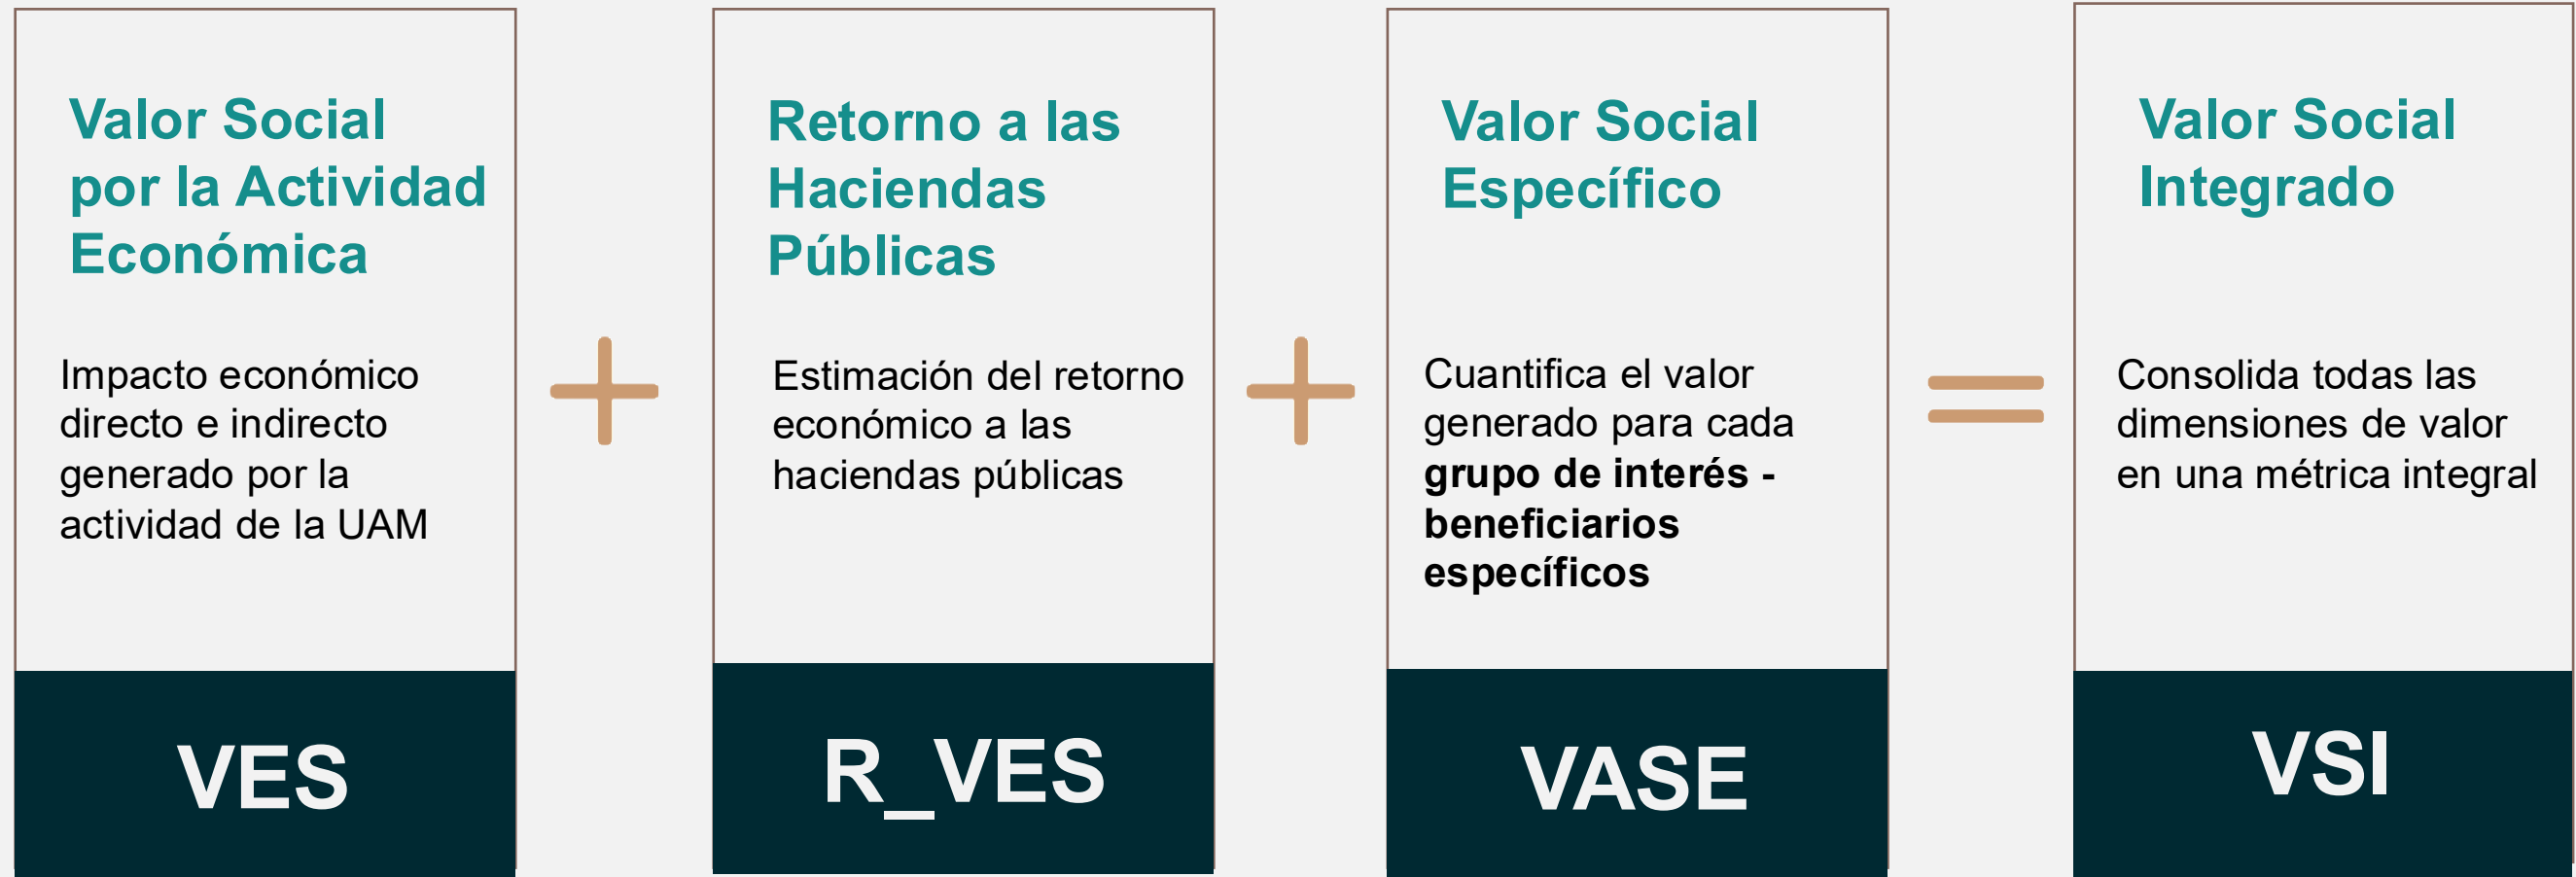 Valor Social
por la Actividad
Económica
Impacto económico
directo e indirecto
generado por la
actividad de la UAM
VES
+
Retorno a las
Haciendas
Públicas
Estimación del retorno
económico a las
haciendas públicas
R_VES
+
Valor Social
Específico
Cuantifica el valor
generado para cada
grupo de interés -
beneficiarios
específicos
VASE
=
Valor Social
Integrado
Consolida todas las
dimensiones de valor
en una métrica integral
VSI